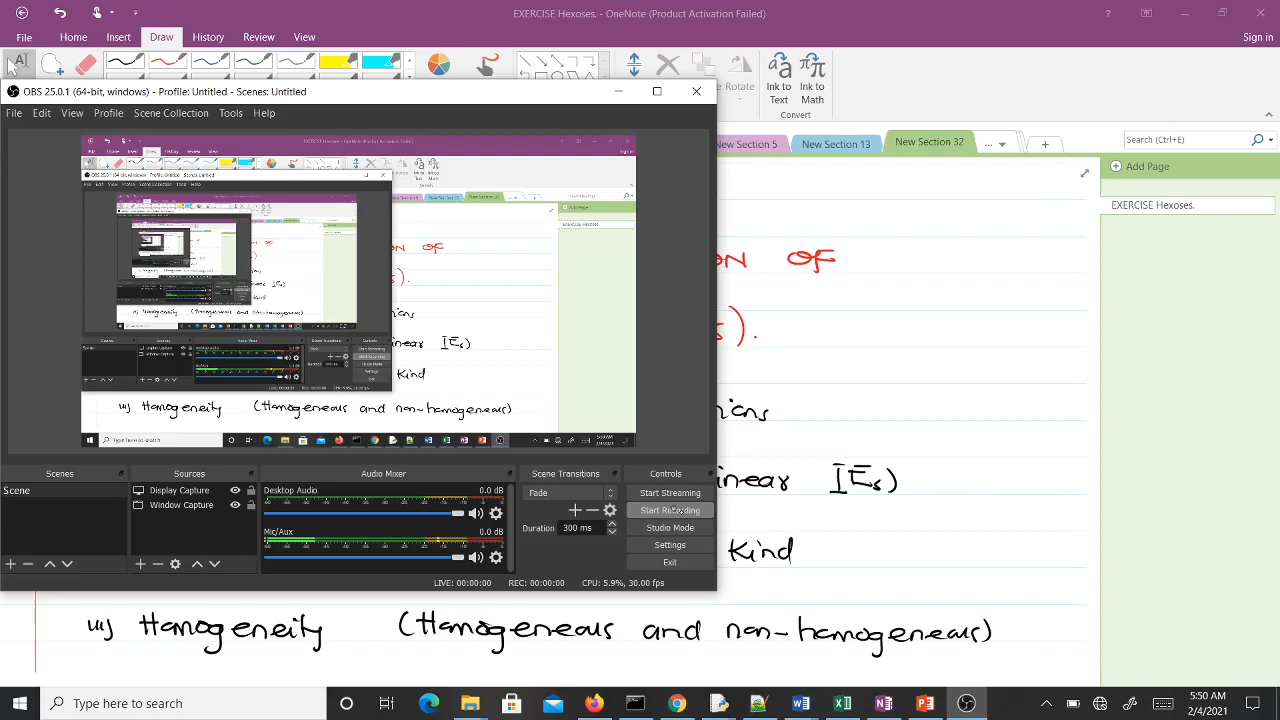 EXERCISE Hexoses. - OneNote (Product Activation Failed)
File Home Insert Draw History Review View
Sign in
Rotate
Ink to Text
Ink to Math
Convert
OBS 25.0.1 (64-bit, windows) - Profile: Untitled - Scenes: Untitled
File Edit View Profile Scene Collection Tools Help
New Section 5 New Section 13 New Section 32
Search (Ctrl+E)
Add Page
EXERCISE Hexoses.
ON OF
s).
inear IEs)
Kind
Scenes Sources Audio Mixer Scene Transitions Controls
Scene
Display Capture
Window Capture
Desktop Audio 0.0 dB
Mic/Aux 0.0 dB
Fade
Duration 300 ms
Start Streaming
Start Recording
Studio Mode
Settings
Exit
LIVE: 00:00:00 REC: 00:00:00 CPU: 5.9%, 30.00 fps
iii) Homogeneity (Homogeneous and non-homogeneous)
Type here to search
5:50 AM
2/4/2021